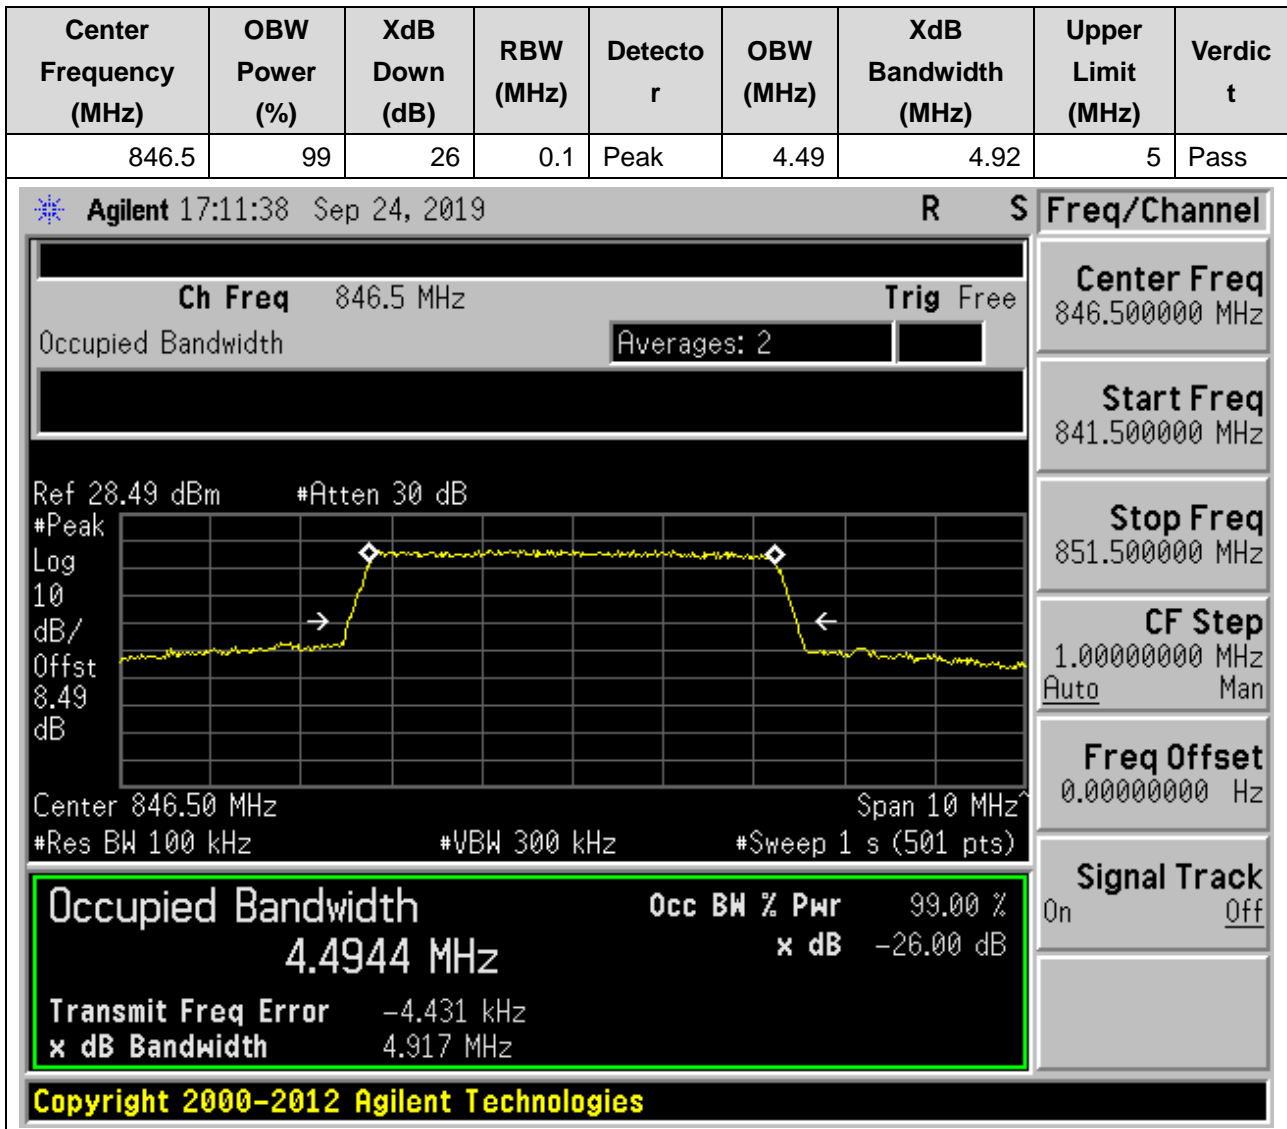 Center Frequency (MHz) OBW Power (%) XdB Down (dB) RBW (MHz) Detecto r OBW (MHz) XdB Bandwidth (MHz) Upper Limit (MHz) Verdic t
846.5 99 26 0.1 Peak 4.49 4.92 5 Pass
Agilent 17:11:38 Sep 24, 2019 R S
Ch Freq 846.5 MHz Trig Free
Occupied Bandwidth Averages: 2
Ref 28.49 dBm #Atten 30 dB
#Peak
Log
10
dB/
Offst
8.49
dB
Center 846.50 MHz Span 10 MHz^
#Res BW 100 kHz #VBW 300 kHz #Sweep 1 s (501 pts)
Occupied Bandwidth Occ BW % Pwr 99.00 %
4.4944 MHz x dB -26.00 dB
Transmit Freq Error -4.431 kHz
x dB Bandwidth 4.917 MHz
Copyright 2000-2012 Agilent Technologies
Freq/Channel
Center Freq
846.500000 MHz
Start Freq
841.500000 MHz
Stop Freq
851.500000 MHz
CF Step
1.00000000 MHz
Auto Man
Freq Offset
0.00000000 Hz
Signal Track
On Off